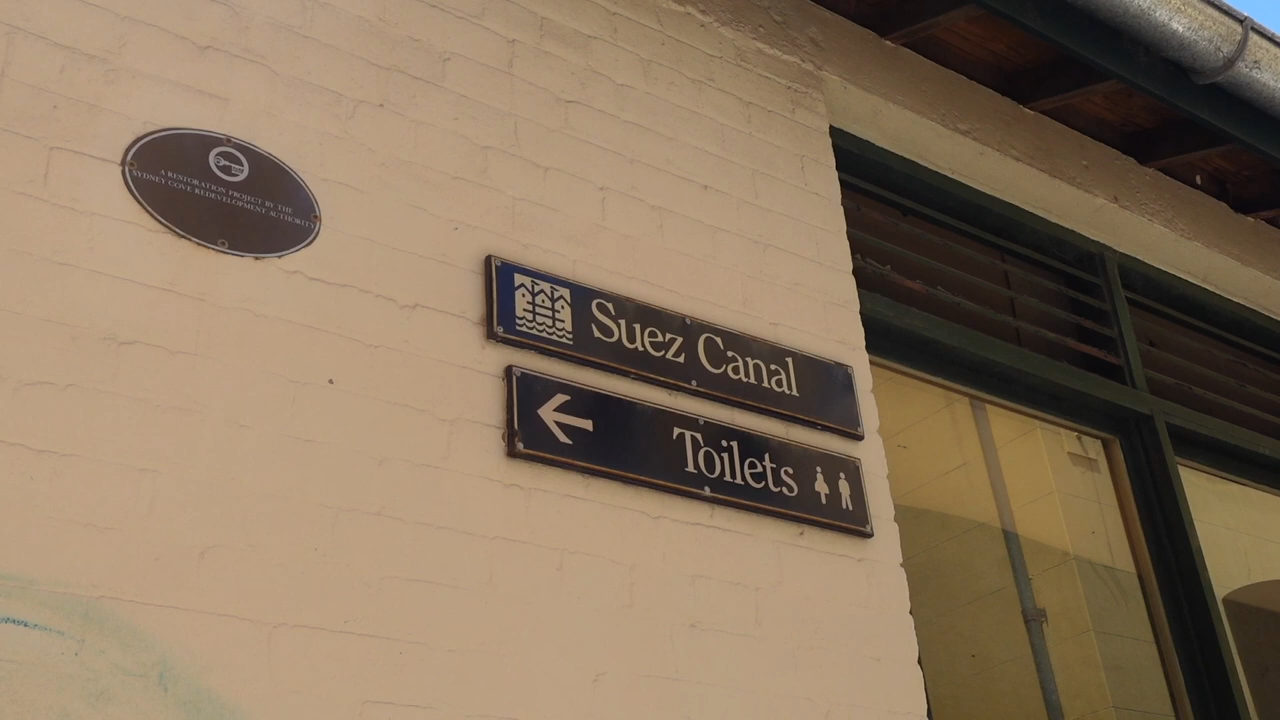 A RESTORATION PROJECT BY THE
SYDNEY COVE REDEVELOPMENT AUTHORITY
Suez Canal
Toilets